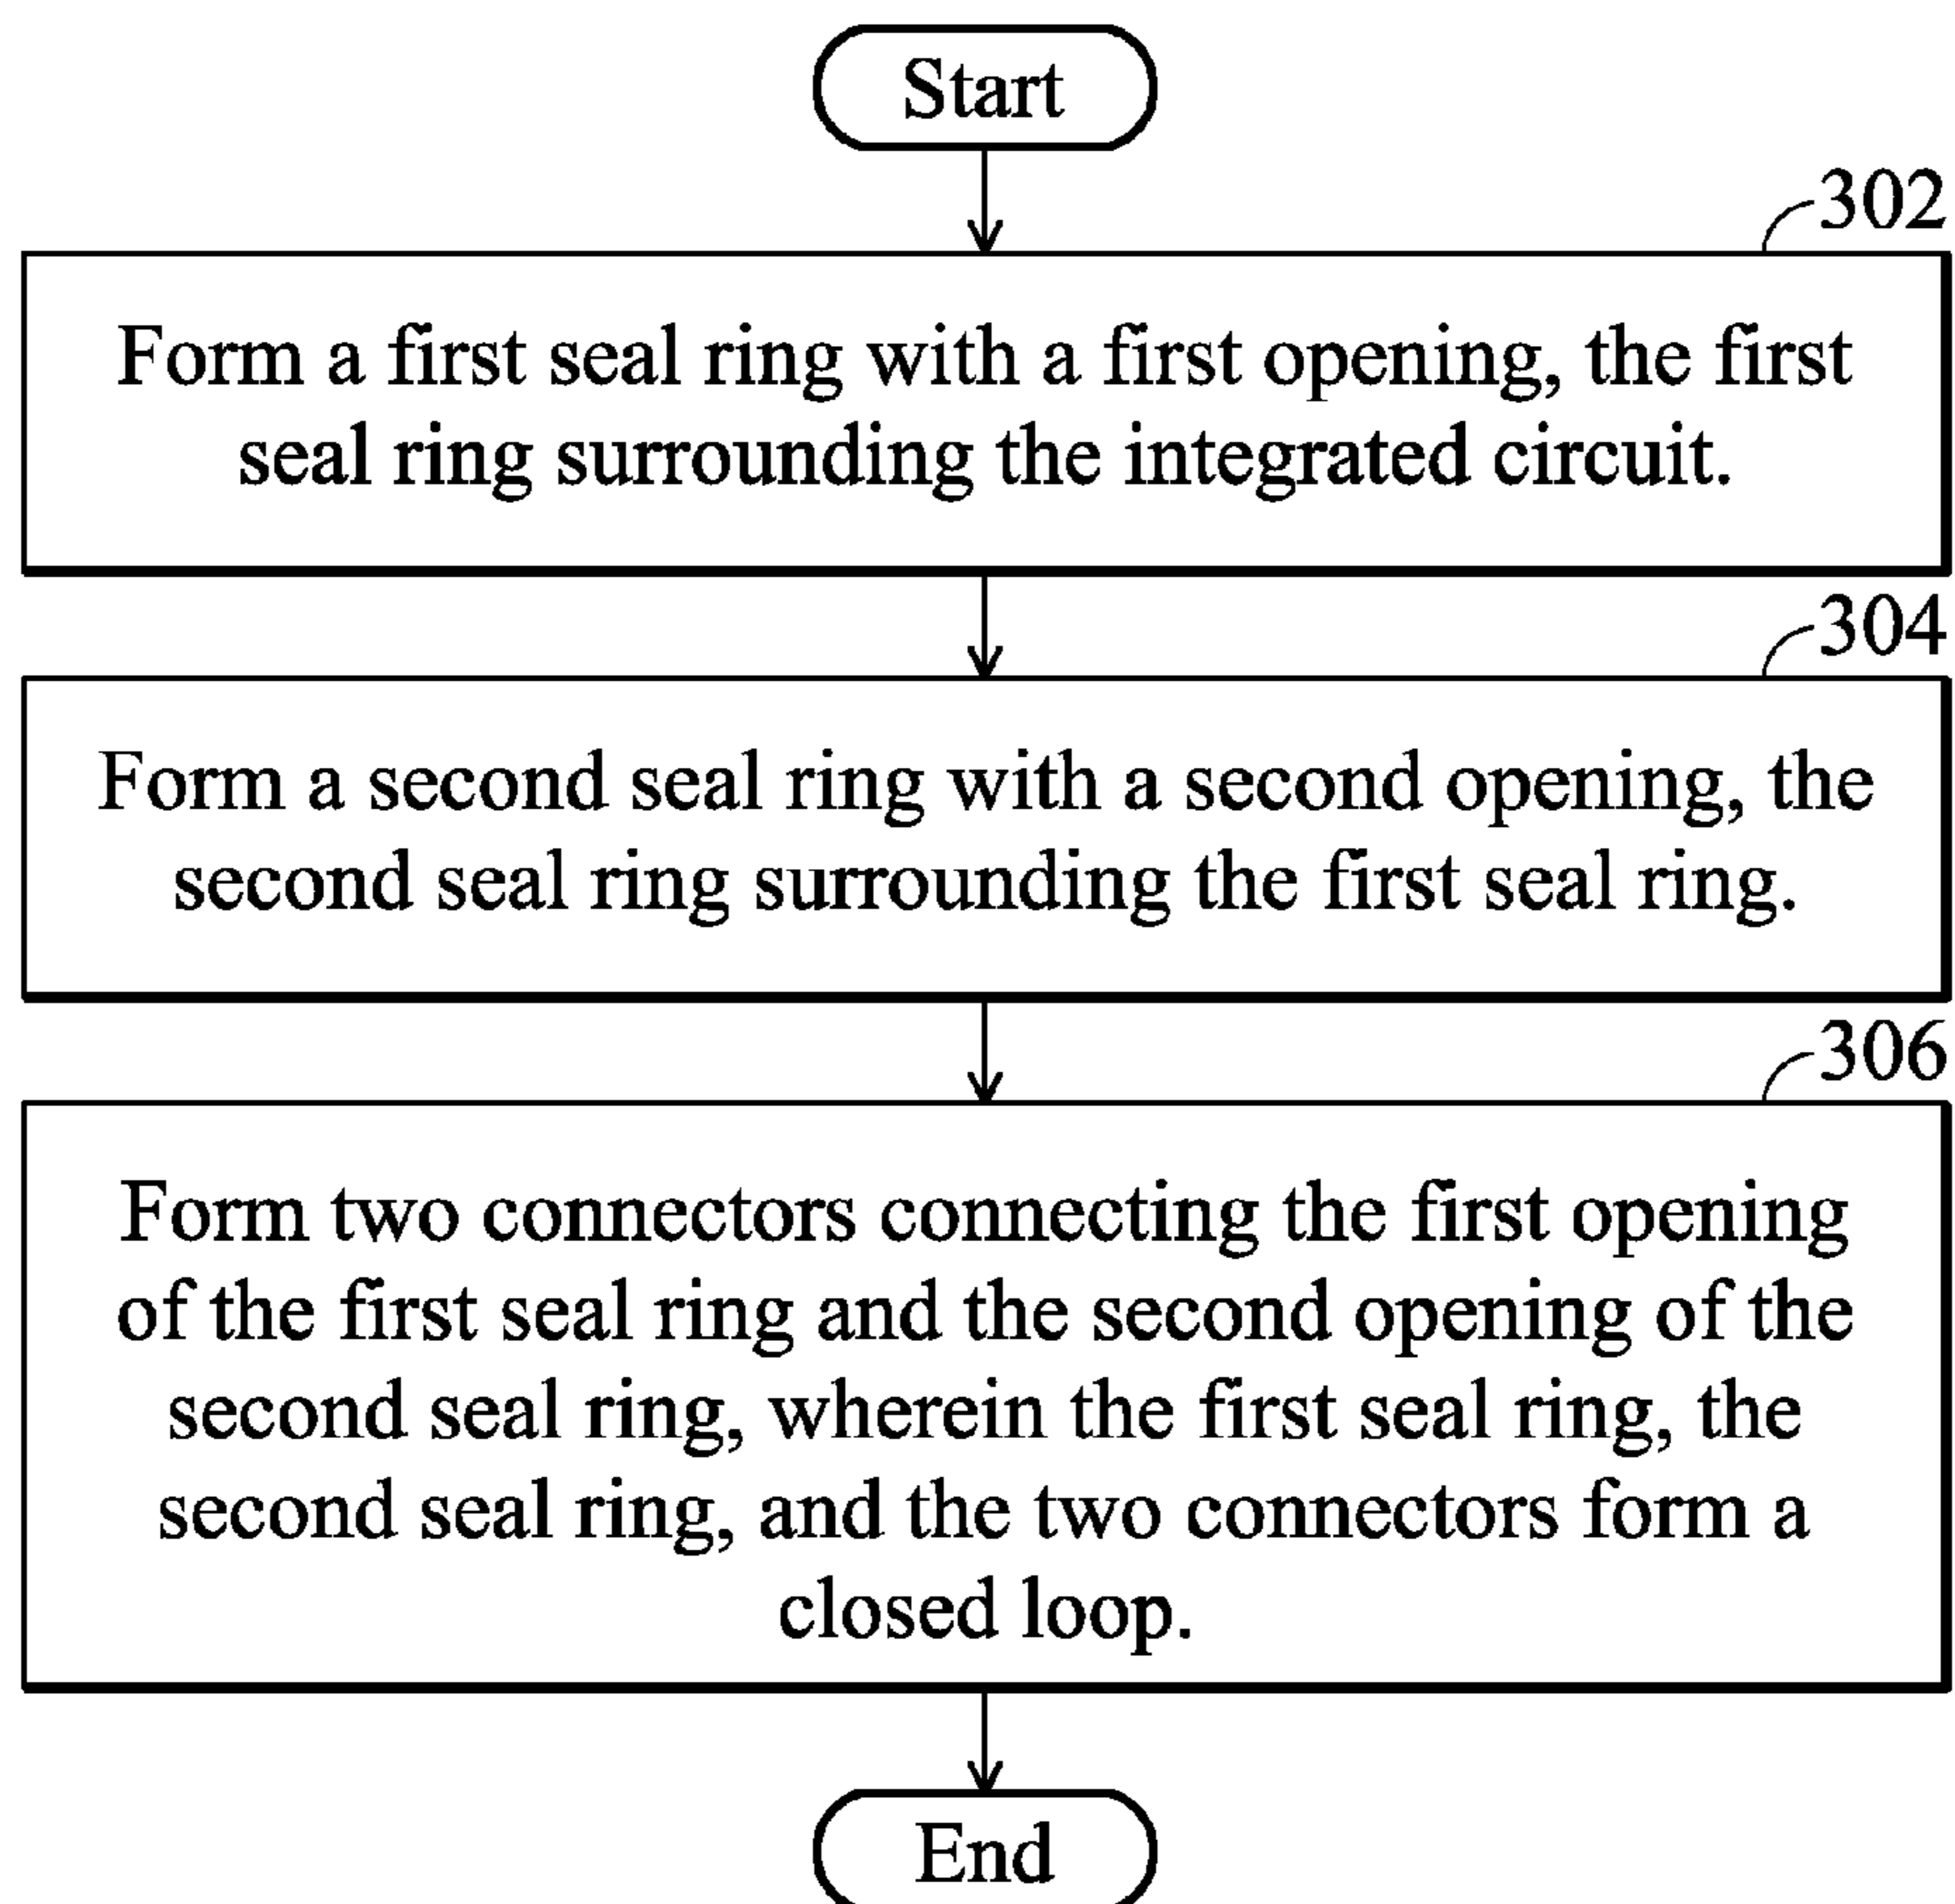 Start
302
Form a first seal ring with a first opening, the first
seal ring surrounding the integrated circuit.
304
Form a second seal ring with a second opening, the
second seal ring surrounding the first seal ring.
306
Form two connectors connecting the first opening
of the first seal ring and the second opening of the
second seal ring, wherein the first seal ring, the
second seal ring, and the two connectors form a
closed loop.
End